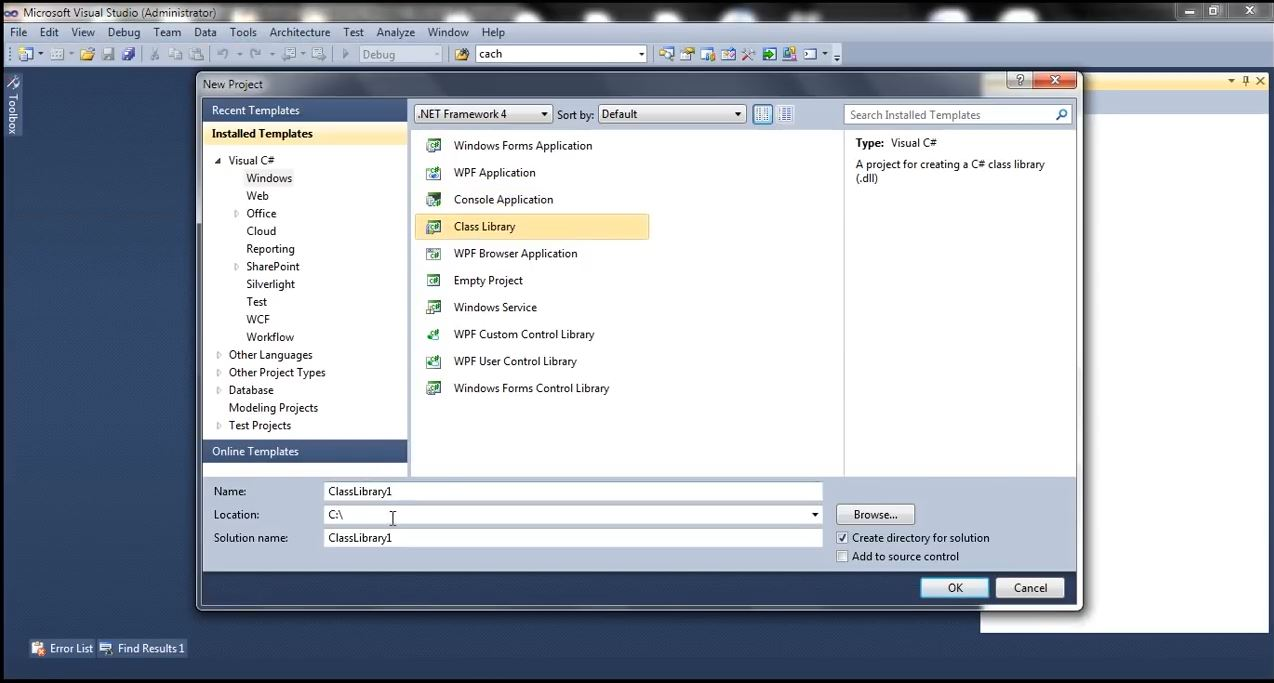 Microsoft Visual Studio (Administrator)
File Edit View Debug Team Data Tools Architecture Test Analyze Window Help
Debug cach
Toolbox
New Project
Recent Templates
Installed Templates
Visual C#
Windows
Web
Office
Cloud
Reporting
SharePoint
Silverlight
Test
WCF
Workflow
Other Languages
Other Project Types
Database
Modeling Projects
Test Projects
Online Templates
.NET Framework 4 Sort by: Default
Windows Forms Application
WPF Application
Console Application
Class Library
WPF Browser Application
Empty Project
Windows Service
WPF Custom Control Library
WPF User Control Library
Windows Forms Control Library
Search Installed Templates
Type: Visual C#
A project for creating a C# class library
(.dll)
Name: ClassLibrary1
Location: C:\ Browse...
Solution name: ClassLibrary1
Create directory for solution
Add to source control
OK Cancel
Error List Find Results 1